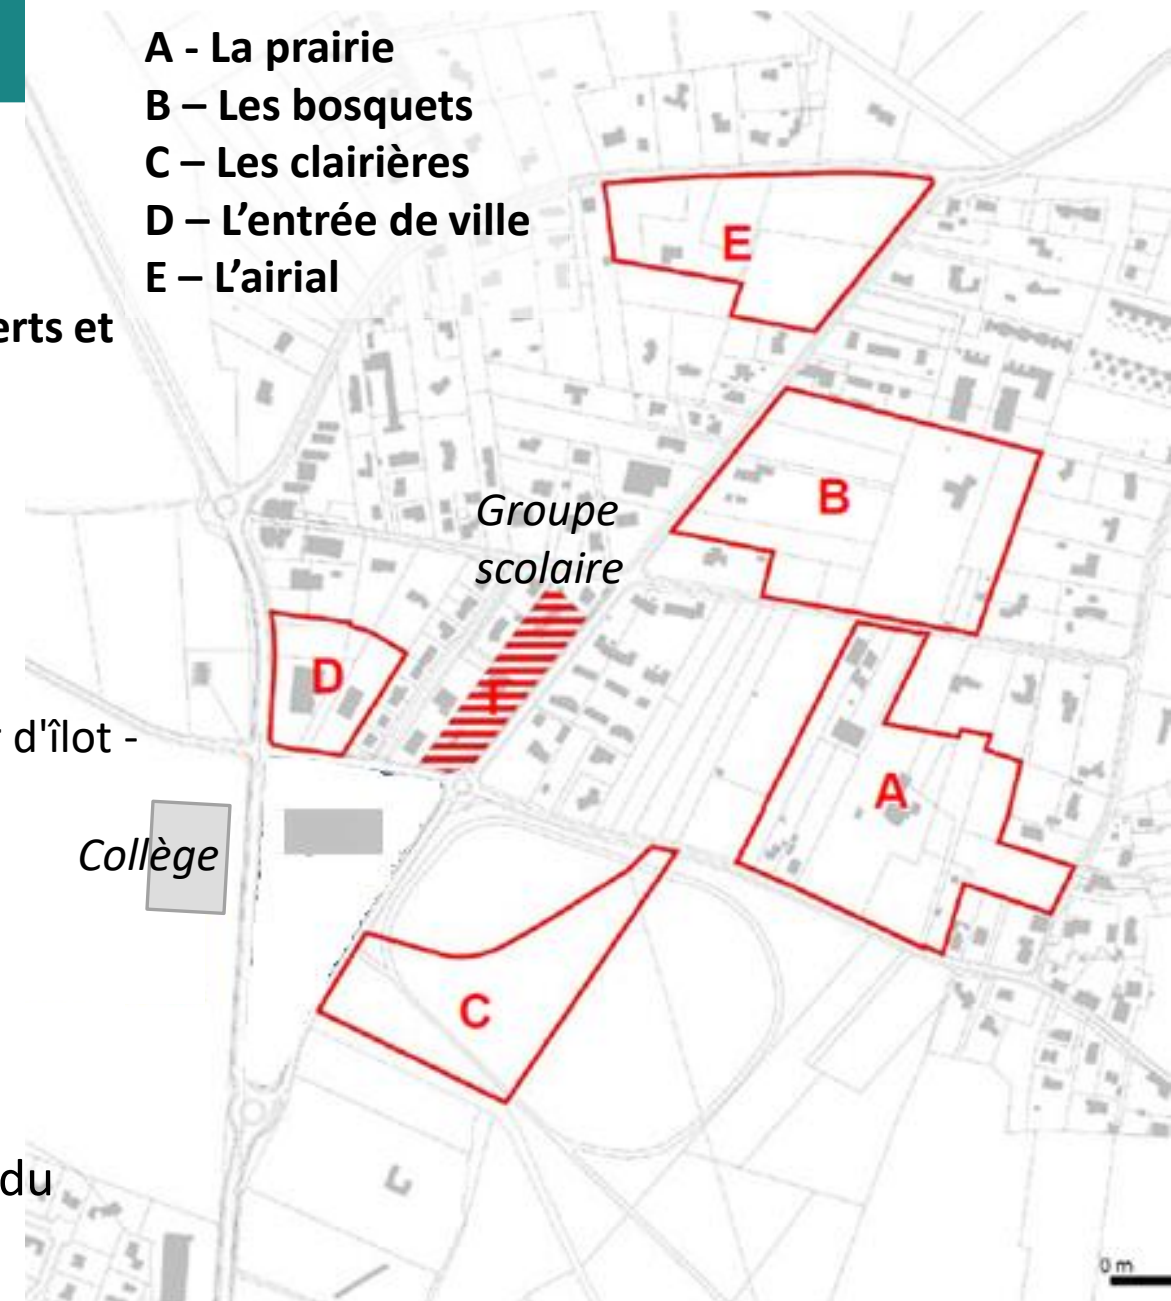 A - La prairie
B – Les bosquets
C – Les clairières
D – L'entrée de ville
E – L'airial
erts et
E
B
Groupe
scolaire
D
d'îlot -
A
Collège
C
du
0 m